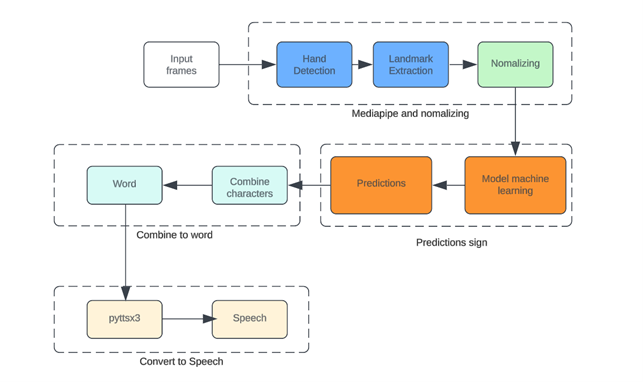 Input
frames
Hand
Detection
Landmark
Extraction
Nomalizing
Mediapipe and nomalizing
Word
Combine
characters
Predictions
Model machine
learning
Combine to word
Predictions sign
pyttsx3
Speech
Convert to Speech